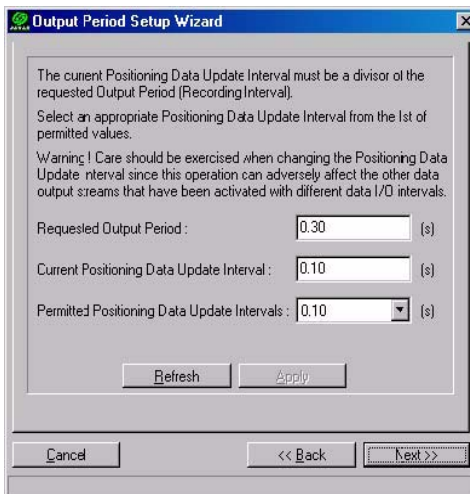 Output Period Setup Wizard
The current Positioning Data Update Interval must be a divisor of the
requested Output Period (Recording Interval).
Select an appropriate Positioning Data Update Interval from the list of
permitted values.
Warning ! Care should be exercised when changing the Positioning Data
Update Interval since this operation can adversely affect the other data
output streams that have been activated with different data I/O intervals.
Requested Output Period : 0.30 (s)
Current Positioning Data Update Interval : 0.10 (s)
Permitted Positioning Data Update Intervals : 0.10 (s)
Refresh Apply
Cancel << Back Next >>